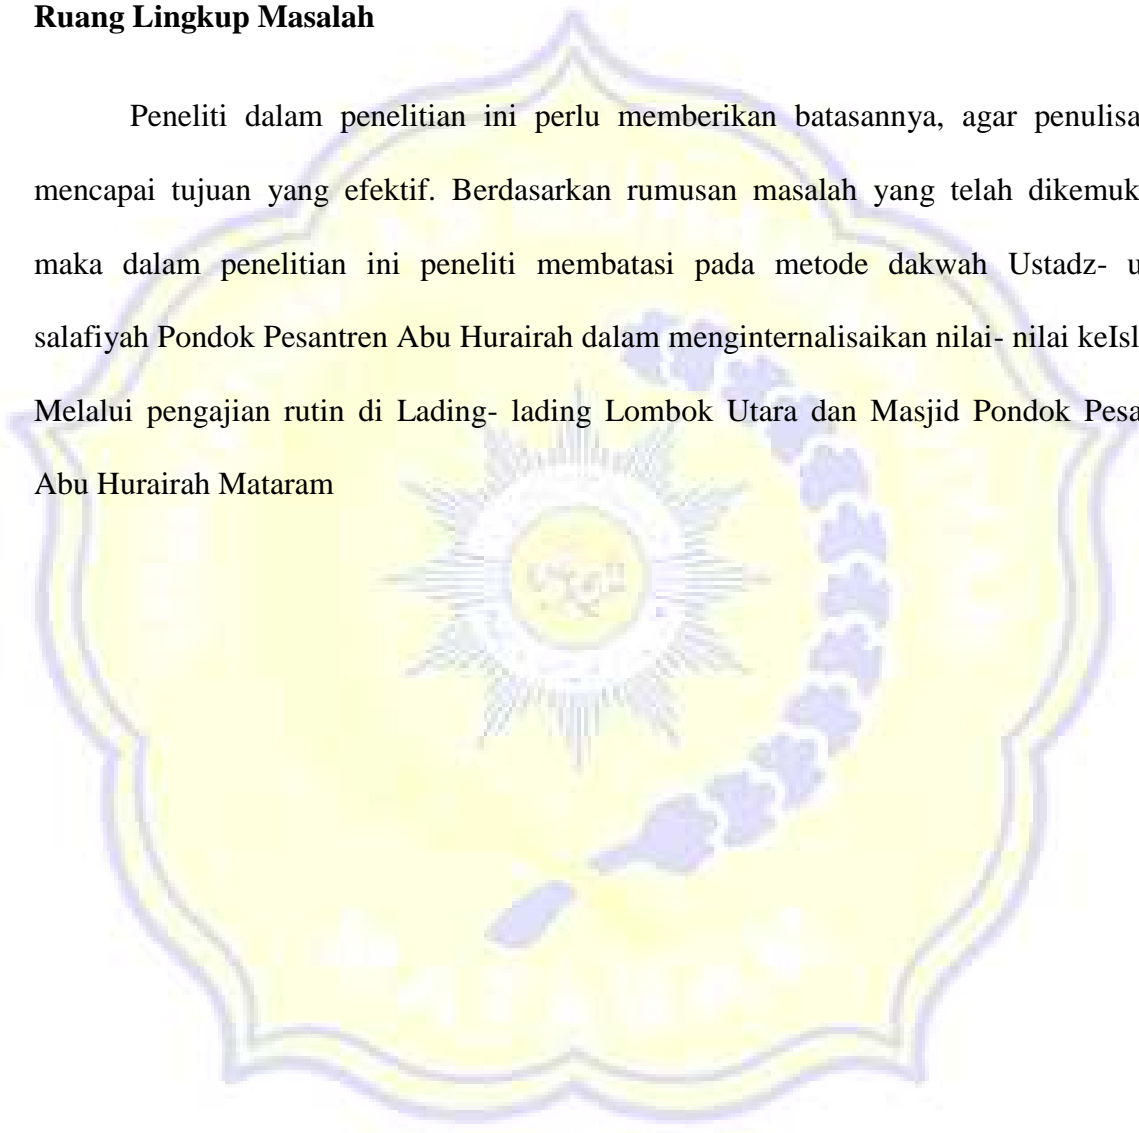 Ruang Lingkup Masalah
Peneliti dalam penelitian ini perlu memberikan batasannya, agar penulisa
mencapai tujuan yang efektif. Berdasarkan rumusan masalah yang telah dikemuk
maka dalam penelitian ini peneliti membatasi pada metode dakwah Ustadz- u
salafiyah Pondok Pesantren Abu Hurairah dalam menginternalisaikan nilai- nilai keIsl
Melalui pengajian rutin di Lading- lading Lombok Utara dan Masjid Pondok Pesa
Abu Hurairah Mataram